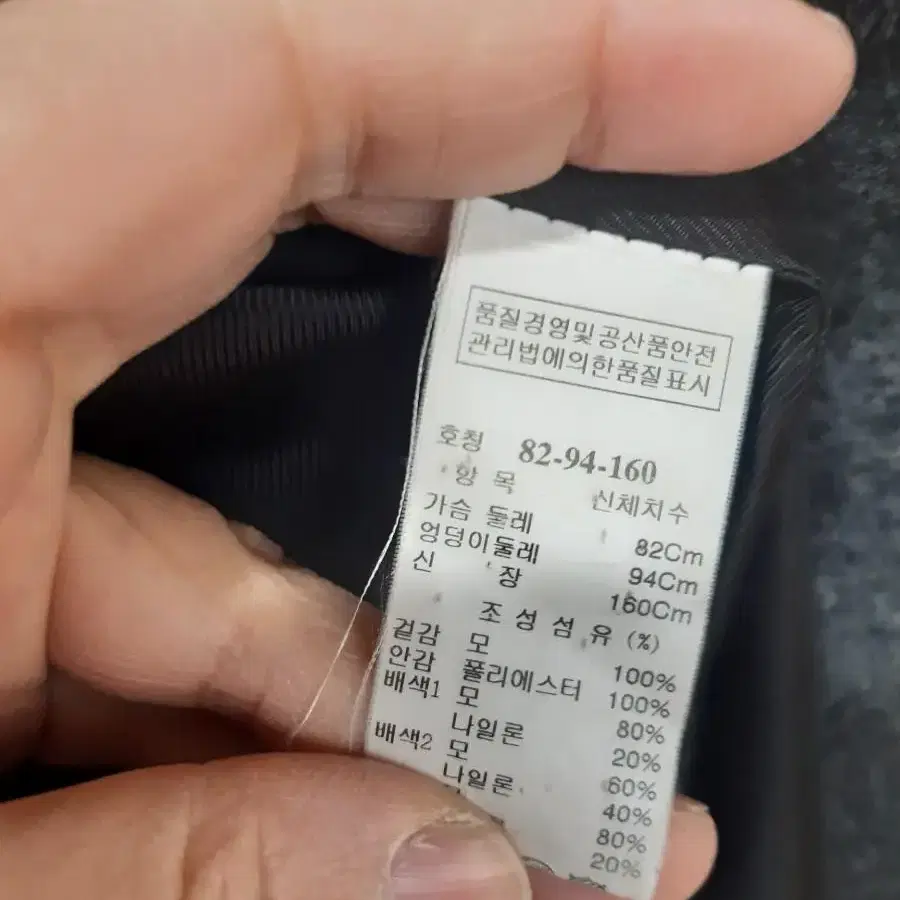 품질경영및공산품안전
관리법에의한품질표시
호칭 82-94-160
항 목 신체치수
가슴 둘레 82Cm
엉덩이둘레 94Cm
신 장 160Cm
조 성 섬 유 (%)
겉감 모 100%
안감 폴리에스터 100%
배색1 모 80%
나일론 20%
배색2 모 60%
나일론 40%
80%
20%